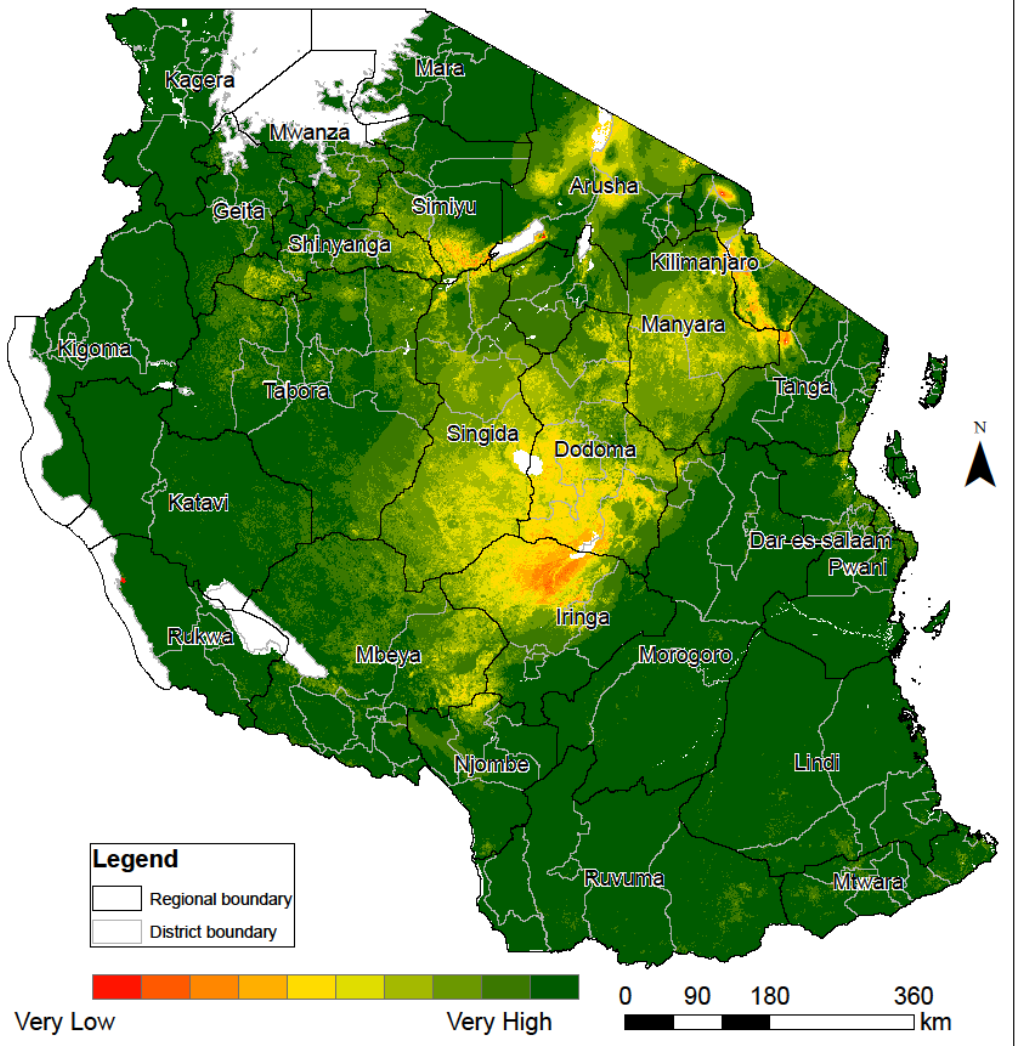 Kagera
Mara
Mwanza
Arusha
Geita
Simiyu
Shinyanga
Kilimanjaro
Manyara
Kigoma
Tabora
Tanga
Singida
Dodoma
N
Katavi
Dar-es-salaam
Pwani
Iringa
Rukwa
Mbeya
Morogoro
Njombe
Lindi
Ruvuma
Mtwara
Legend
Regional boundary
District boundary
Very Low
Very High
0 90 180 360
km